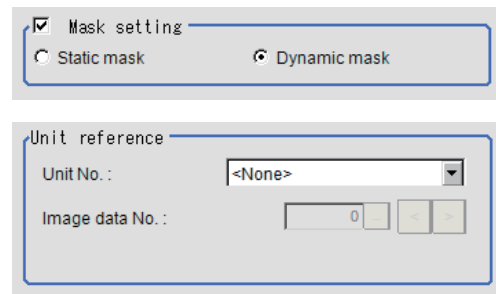 Mask setting
Static mask Dynamic mask
Unit reference
Unit No. : <None>
Image data No. : 0 .. < >